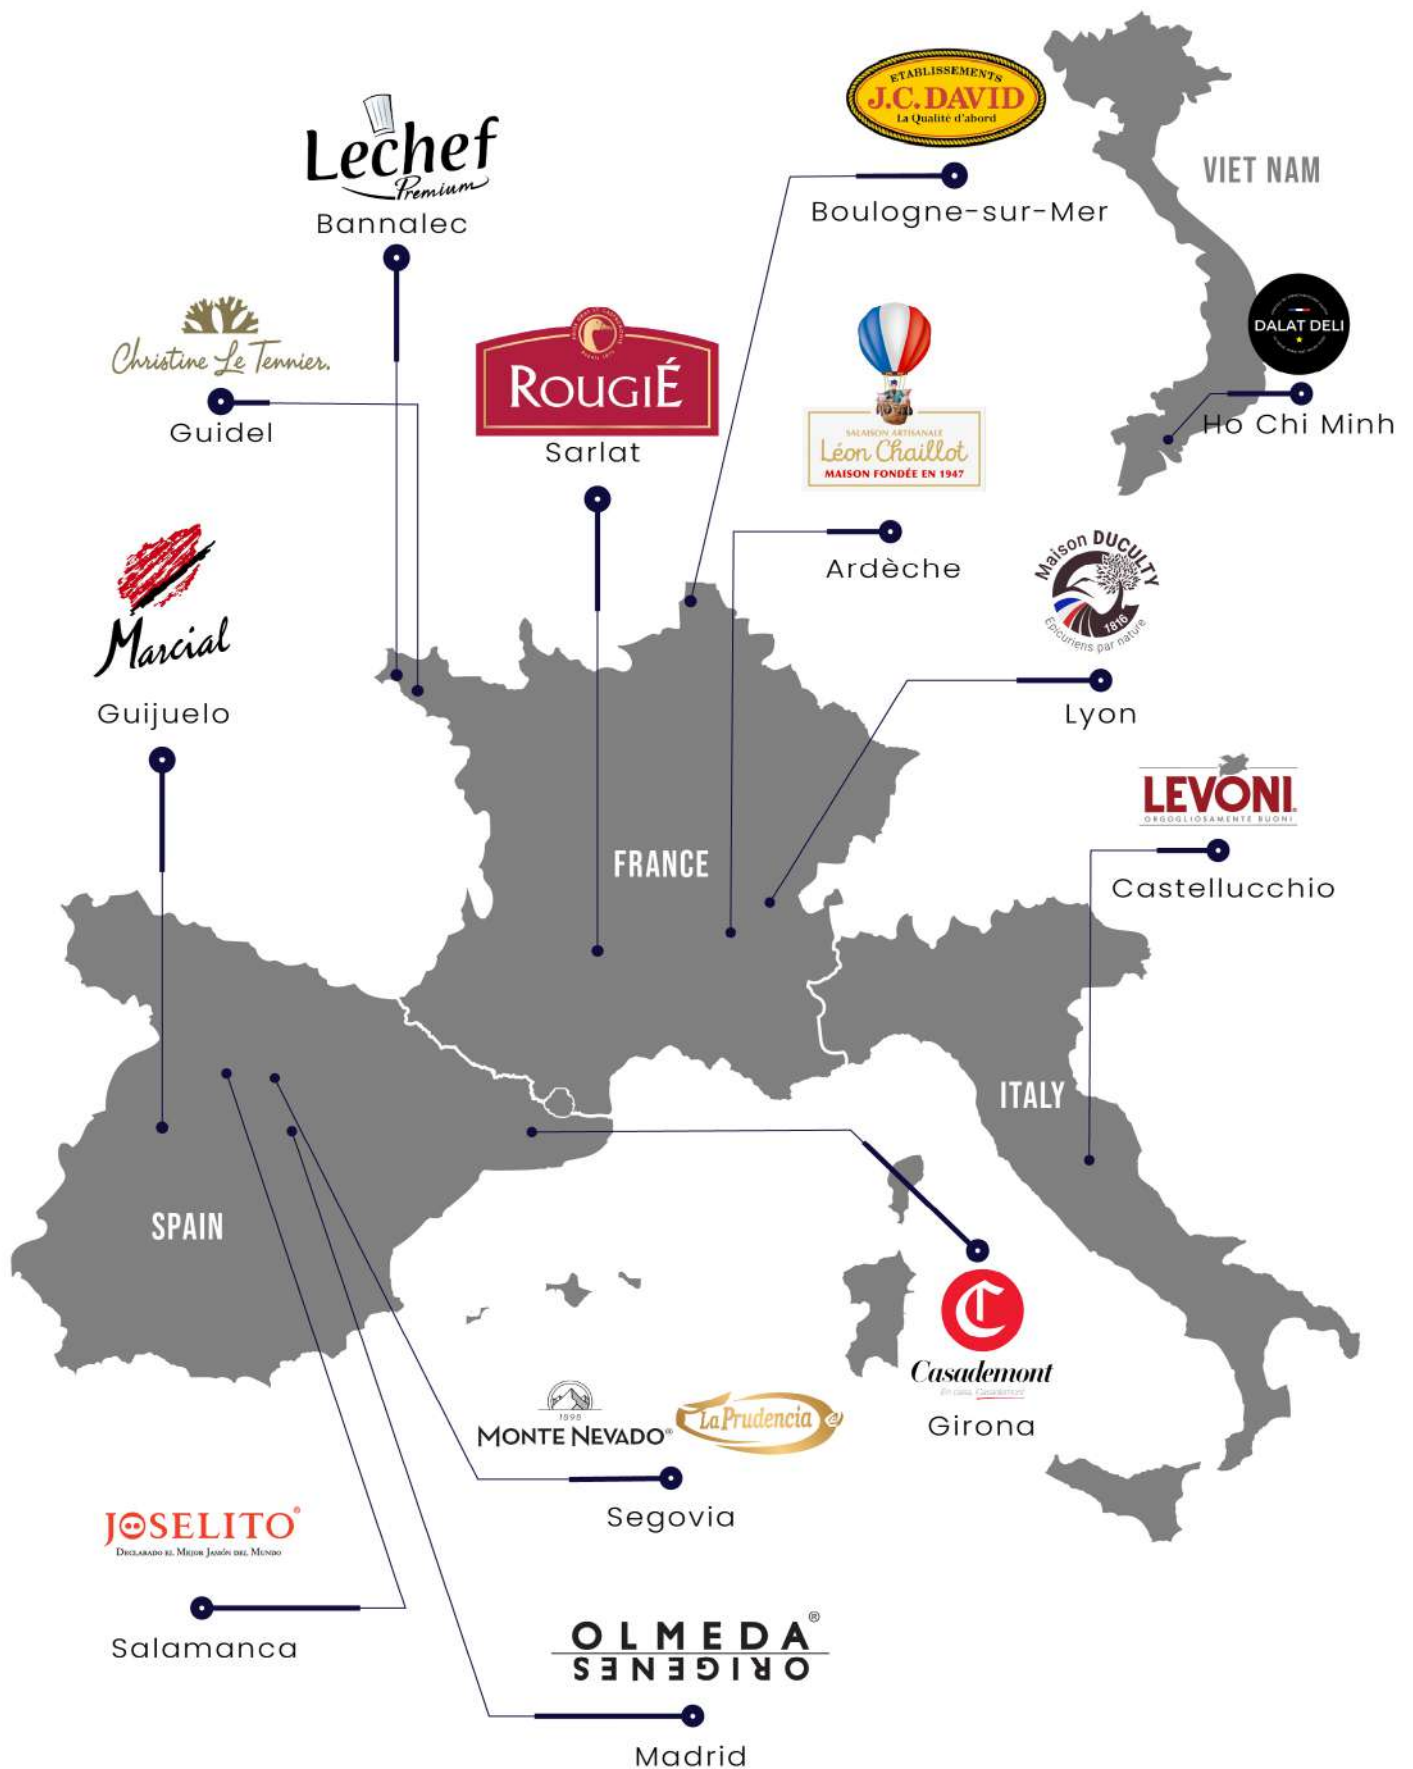 ETABLISSEMENTS
J.C.DAVID
La Qualité d'abord
Boulogne-sur-Mer
VIET NAM
Lechef
Premium
Bannalec
Christine Le Tennier.
Guidel
ROUGIÉ
Sarlat
SALAISON ARTISANALE
Léon Chaillot
MAISON FONDÉE EN 1947
Ardèche
DALAT DELI
Ho Chi Minh
Marcial
Guijuelo
Maison DUCULTY
1816
Epicuriens par nature
Lyon
LEVONI
ORGOGLIOSAMENTE BUONI
Castellucchio
FRANCE
ITALY
SPAIN
Casademont
En casa, Casademont
Girona
1898
MONTE NEVADO®
La Prudencia
Segovia
JOSELITO®
DECLARADO EL MEJOR JAMÓN DEL MUNDO
Salamanca
OLMEDA®
ORIGENES
Madrid